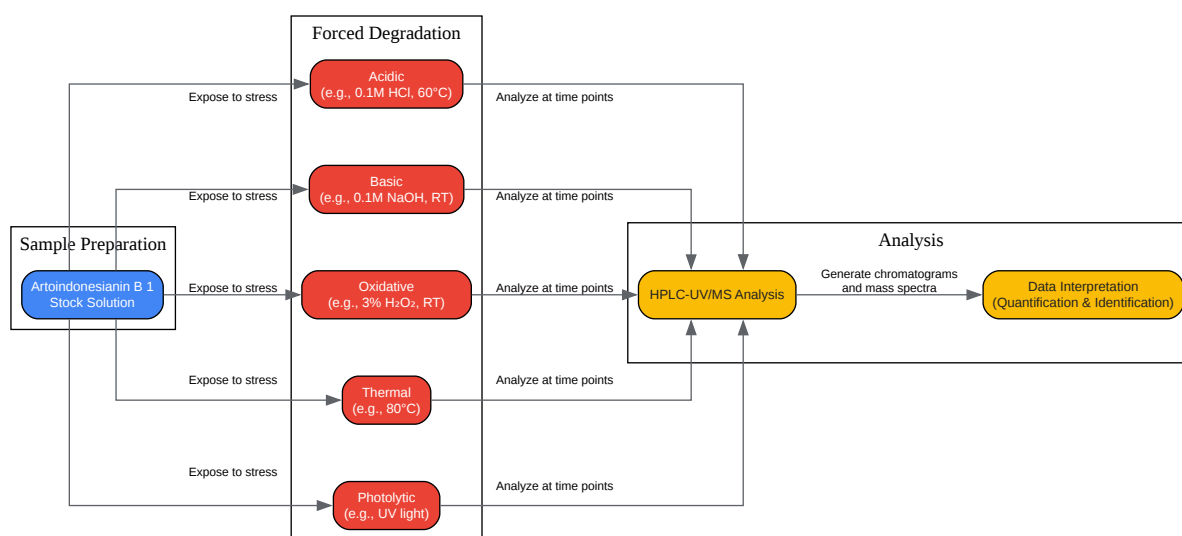 Forced Degradation
Acidic
(e.g., 0.1M HCl, 60°C)
Expose to stress
Analyze at time points
Basic
(e.g., 0.1M NaOH, RT)
Expose to stress
Analyze at time points
Sample Preparation
Analysis
Artoindonesianin B 1
Stock Solution
Expose to stress
Oxidative
(e.g., 3% H₂O₂, RT)
Analyze at time points
HPLC-UV/MS Analysis
Generate chromatograms
and mass spectra
Data Interpretation
(Quantification & Identification)
Expose to stress
Thermal
(e.g., 80°C)
Analyze at time points
Expose to stress
Photolytic
(e.g., UV light)
Analyze at time points